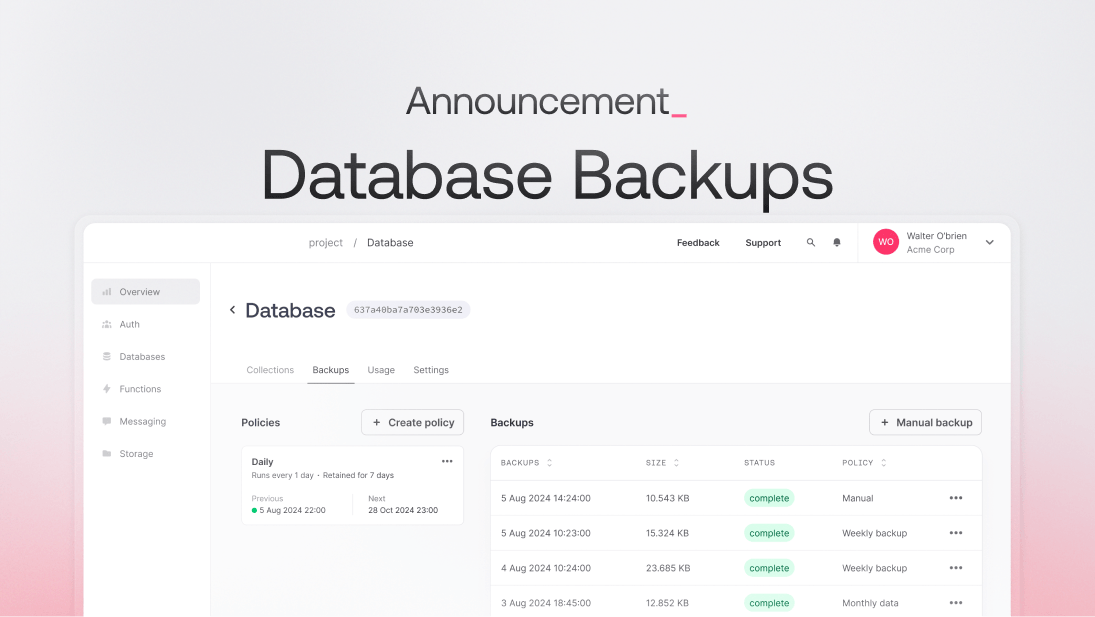 Announcement_
Database Backups
project / Database
Feedback
Support
WO
Walter O'brien
Acme Corp
Overview
Auth
Databases
Functions
Messaging
Storage
Database
637a40ba7a703e3936e2
Collections
Backups
Usage
Settings
Policies
+ Create policy
Daily
Runs every 1 day · Retained for 7 days
Previous
5 Aug 2024 22:00
Next
28 Oct 2024 23:00
Backups
+ Manual backup
BACKUPS SIZE STATUS POLICY
5 Aug 2024 14:24:00 10.543 KB complete Manual
5 Aug 2024 10:23:00 15.324 KB complete Weekly backup
4 Aug 2024 10:24:00 23.685 KB complete Weekly backup
3 Aug 2024 18:45:00 12.852 KB complete Monthly data